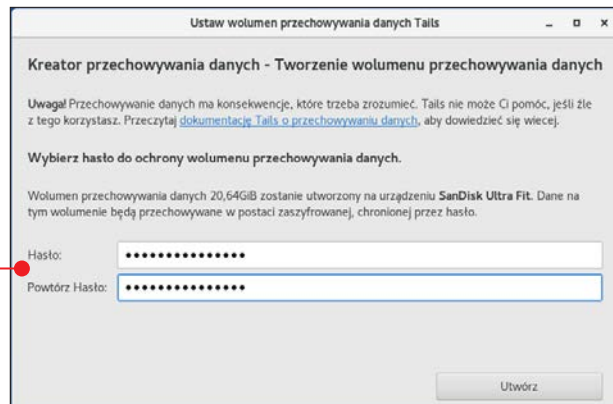 Ustaw wolumen przechowywania danych Tails
Kreator przechowywania danych - Tworzenie wolumenu przechowywania danych
Uwaga! Przechowywanie danych ma konsekwencje, które trzeba zrozumieć. Tails nie może Ci pomóc, jeśli źle
z tego korzystasz. Przeczytaj dokumentację Tails o przechowywaniu danych, aby dowiedzieć się wiecej.
Wybierz hasło do ochrony wolumenu przechowywania danych.
Wolumen przechowywania danych 20,64GiB zostanie utworzony na urządzeniu SanDisk Ultra Fit. Dane na
tym wolumenie będą przechowywane w postaci zaszyfrowanej, chronionej przez hasło.
Hasło: •••••••••••••••
Powtórz Hasło: •••••••••••••••
Utwórz